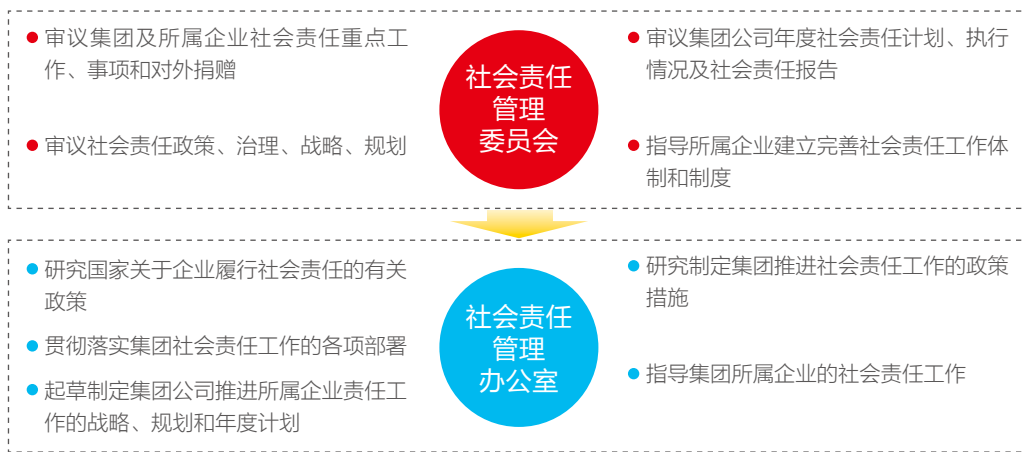 审议集团及所属企业社会责任重点工
作、事项和对外捐赠
审议社会责任政策、治理、战略、规划
社会责任
管理
委员会
审议集团公司年度社会责任计划、执行
情况及社会责任报告
指导所属企业建立完善社会责任工作体
制和制度
研究国家关于企业履行社会责任的有关
政策
贯彻落实集团社会责任工作的各项部署
起草制定集团公司推进所属企业责任工
作的战略、规划和年度计划
社会责任
管理
办公室
研究制定集团推进社会责任工作的政策
措施
指导集团所属企业的社会责任工作